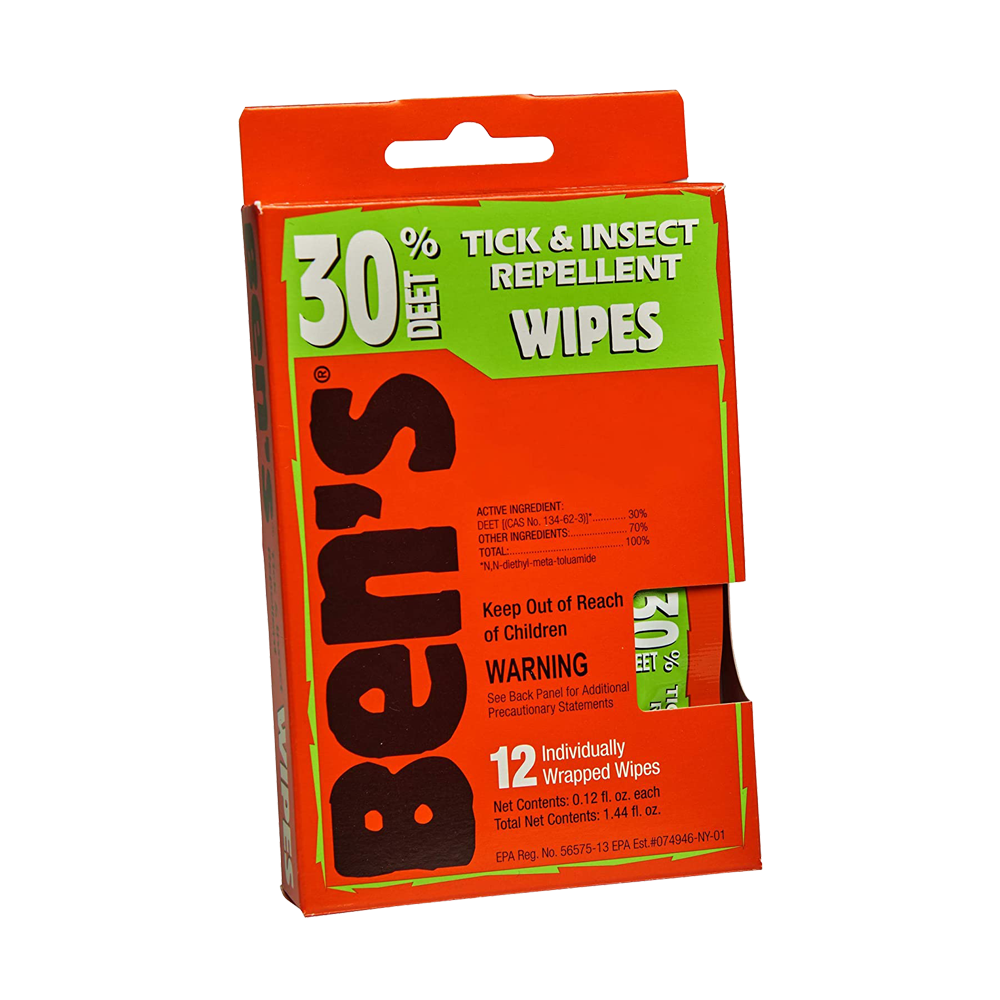 30% DEET
TICK & INSECT
REPELLENT
WIPES
Ben's®
ACTIVE INGREDIENT:
DEET [(CAS No. 134-62-3)]*............ 30%
OTHER INGREDIENTS:..................... 70%
TOTAL:..................................... 100%
*N,N-diethyl-meta-toluamide
Keep Out of Reach
of Children
WARNING
See Back Panel for Additional
Precautionary Statements
30% DEET
12 Individually
Wrapped Wipes
Net Contents: 0.12 fl. oz. each
Total Net Contents: 1.44 fl. oz.
EPA Reg. No. 56575-13 EPA Est.#074946-NY-01
Ben's
WIPES